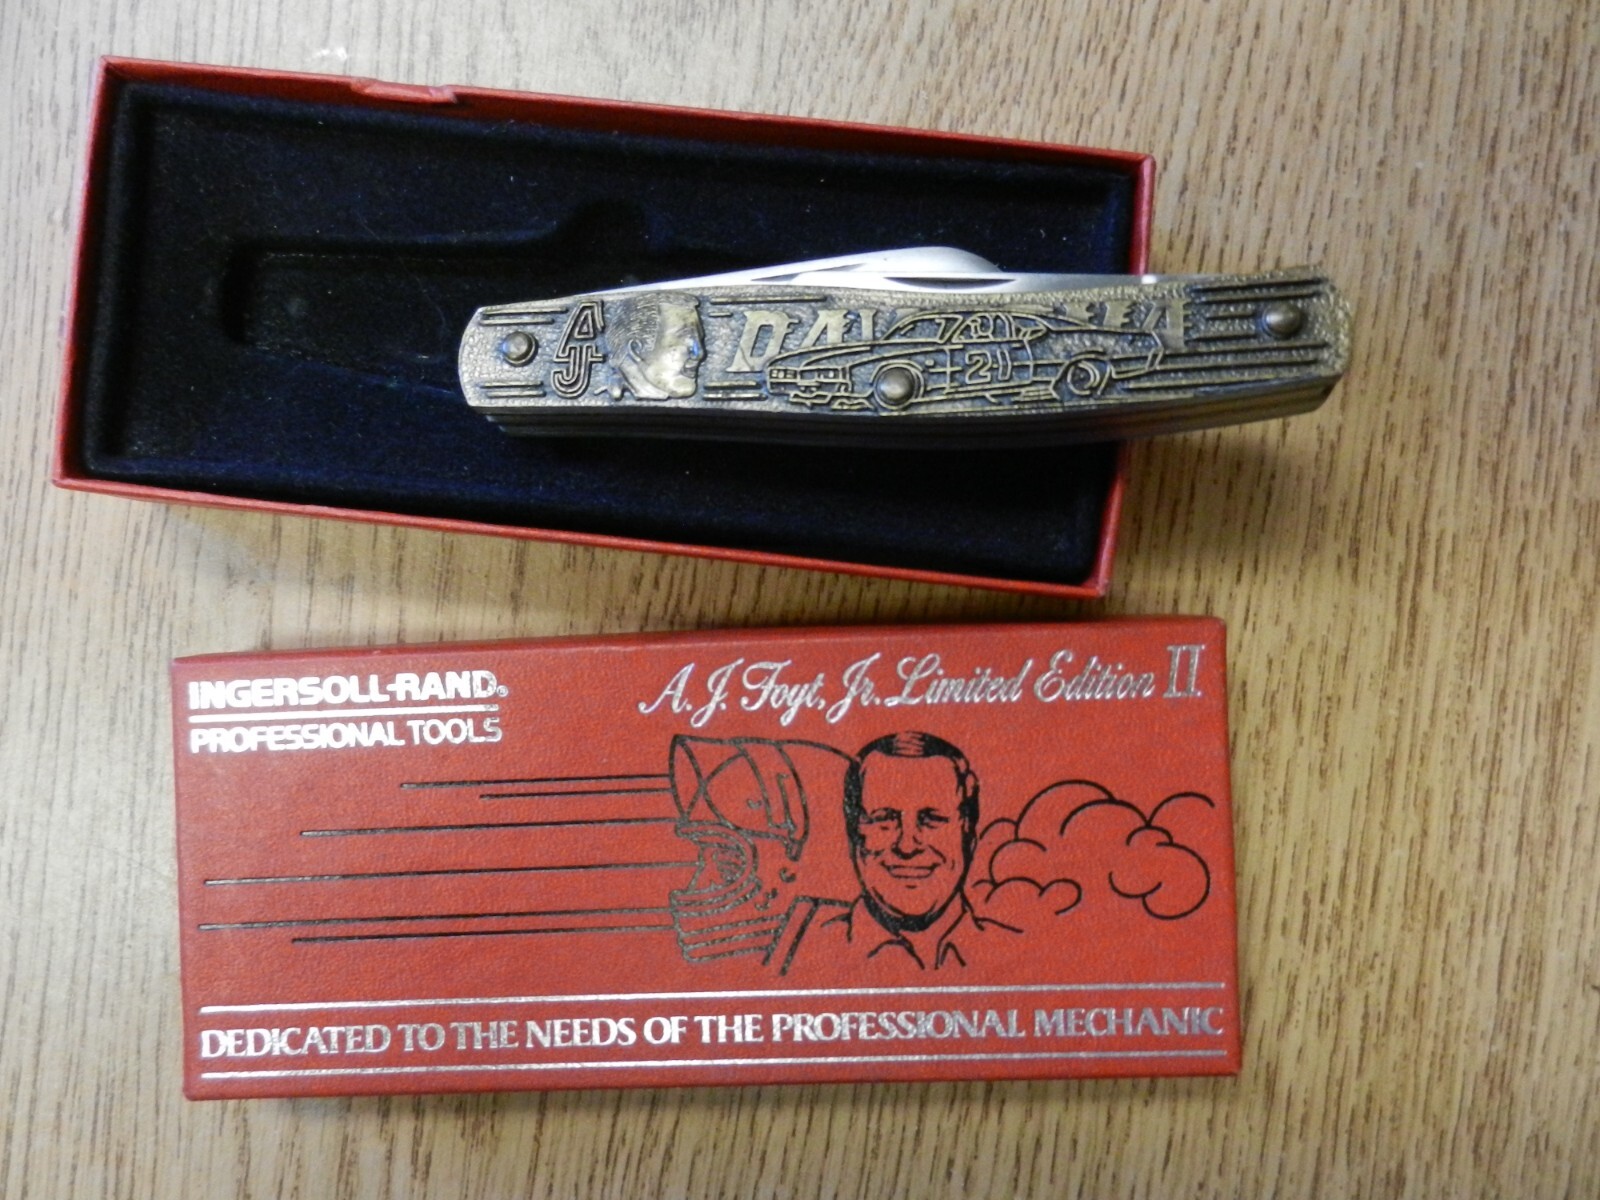 AJ
21
INGERSOLL-RAND®
PROFESSIONAL TOOLS
A. J. Foyt, Jr. Limited Edition II
DEDICATED TO THE NEEDS OF THE PROFESSIONAL MECHANIC